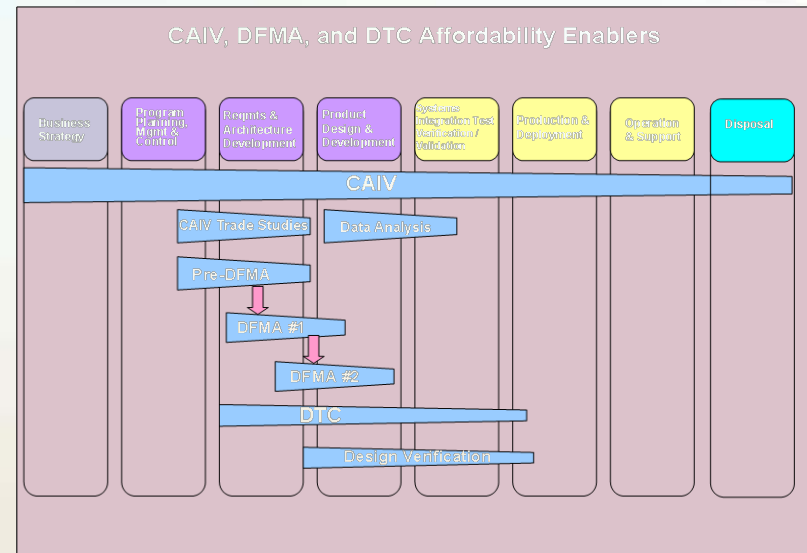 CAIV, DFMA, and DTC Affordability Enablers
Business
Strategy
Program
Planning,
Mgmt &
Control
Reqmts &
Architecture
Development
Product
Design &
Development
Systems
Integration Test
Verification /
Validation
Production &
Deployment
Operation
& Support
Disposal
CAIV
CAIV Trade Studies
Data Analysis
Pre-DFMA
DFMA #1
DFMA #2
DTC
Design Verification